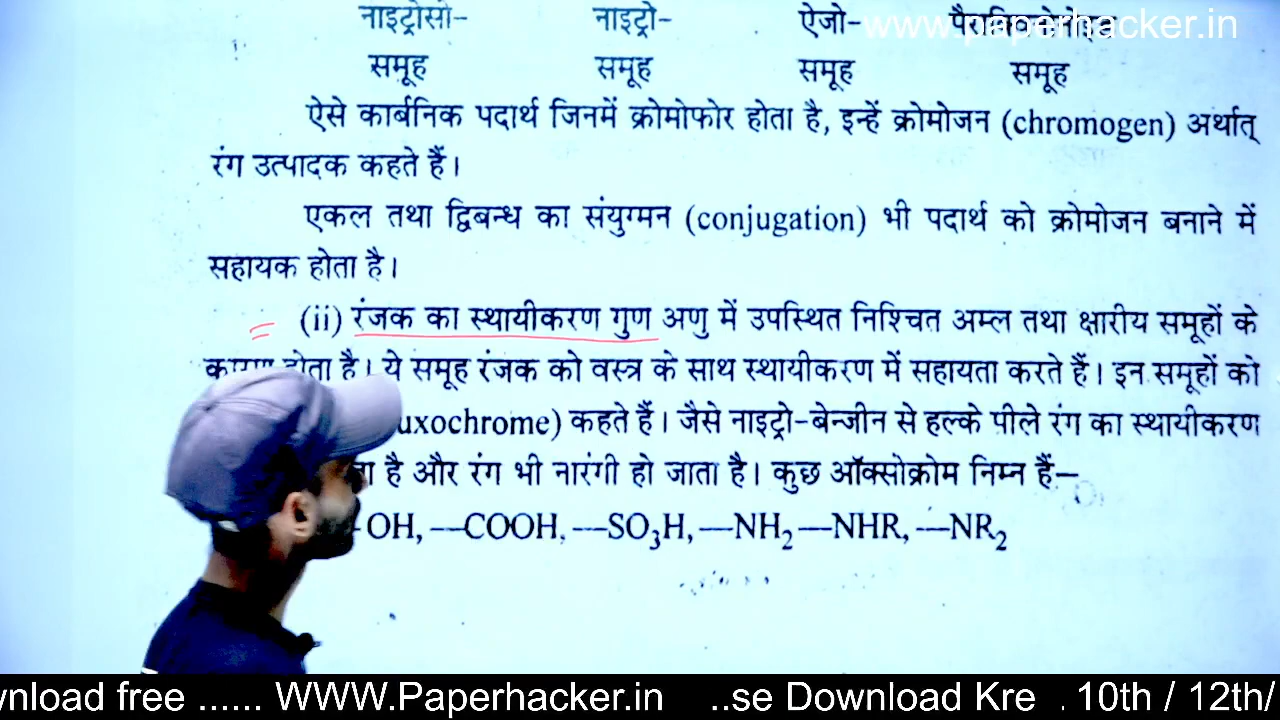 नाइट्रोसो- नाइट्रो- ऐजो- www.paperhacker.in
समूह समूह समूह समूह
ऐसे कार्बनिक पदार्थ जिनमें क्रोमोफोर होता है, इन्हें क्रोमोजन (chromogen) अर्थात्
रंग उत्पादक कहते हैं।
एकल तथा द्विबन्ध का संयुग्मन (conjugation) भी पदार्थ को क्रोमोजन बनाने में
सहायक होता है।
(ii) रंजक का स्थायीकरण गुण अणु में उपस्थित निश्चित अम्ल तथा क्षारीय समूहों के
कारण होता है। ये समूह रंजक को वस्त्र के साथ स्थायीकरण में सहायता करते हैं। इन समूहों को
uxochrome) कहते हैं। जैसे नाइट्रो-बेन्जीन से हल्के पीले रंग का स्थायीकरण
है और रंग भी नारंगी हो जाता है। कुछ ऑक्सोक्रोम निम्न हैं—
-OH, —COOH, —SO₃H, —NH₂ —NHR, —NR₂
wnload free ...... WWW.Paperhacker.in ..se Download Kre . 10th / 12th/